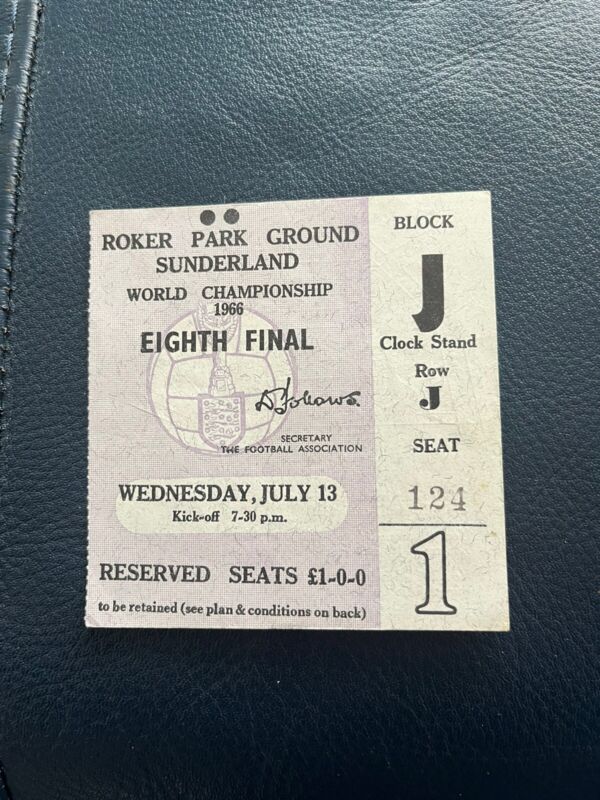 ROKER PARK GROUND
SUNDERLAND
WORLD CHAMPIONSHIP
1966
EIGHTH FINAL
D Follows.
SECRETARY
THE FOOTBALL ASSOCIATION
WEDNESDAY, JULY 13
Kick-off 7-30 p.m.
RESERVED SEATS £1-0-0
to be retained (see plan & conditions on back)
BLOCK
J
Clock Stand
Row
J
SEAT
124
1